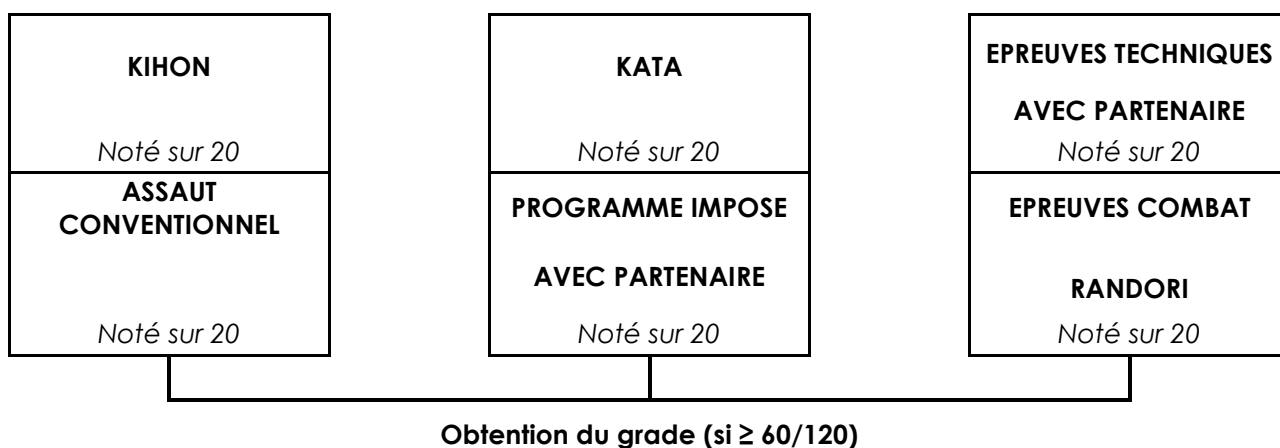 KIHON
Noté sur 20
ASSAUT
CONVENTIONNEL
Noté sur 20
KATA
Noté sur 20
PROGRAMME IMPOSE
AVEC PARTENAIRE
Noté sur 20
EPREUVES TECHNIQUES
AVEC PARTENAIRE
Noté sur 20
EPREUVES COMBAT
RANDORI
Noté sur 20
Obtention du grade (si ≥ 60/120)